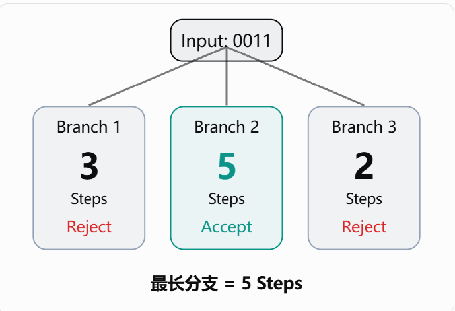 Input: 0011
Branch 1
3
Steps
Reject
Branch 2
5
Steps
Accept
Branch 3
2
Steps
Reject
最长分支 = 5 Steps